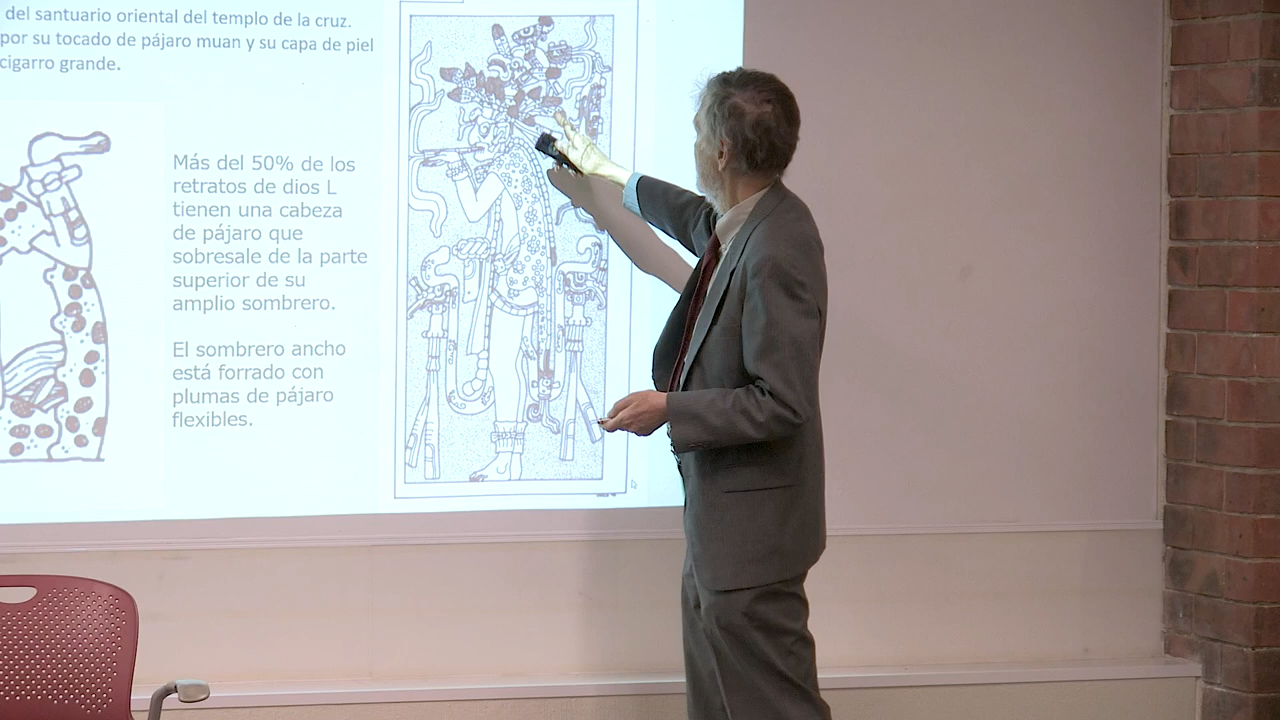 del santuario oriental del templo de la cruz.
por su tocado de pájaro muan y su capa de piel
cigarro grande.
Más del 50% de los
retratos de dios L
tienen una cabeza
de pájaro que
sobresale de la parte
superior de su
amplio sombrero.
El sombrero ancho
está forrado con
plumas de pájaro
flexibles.